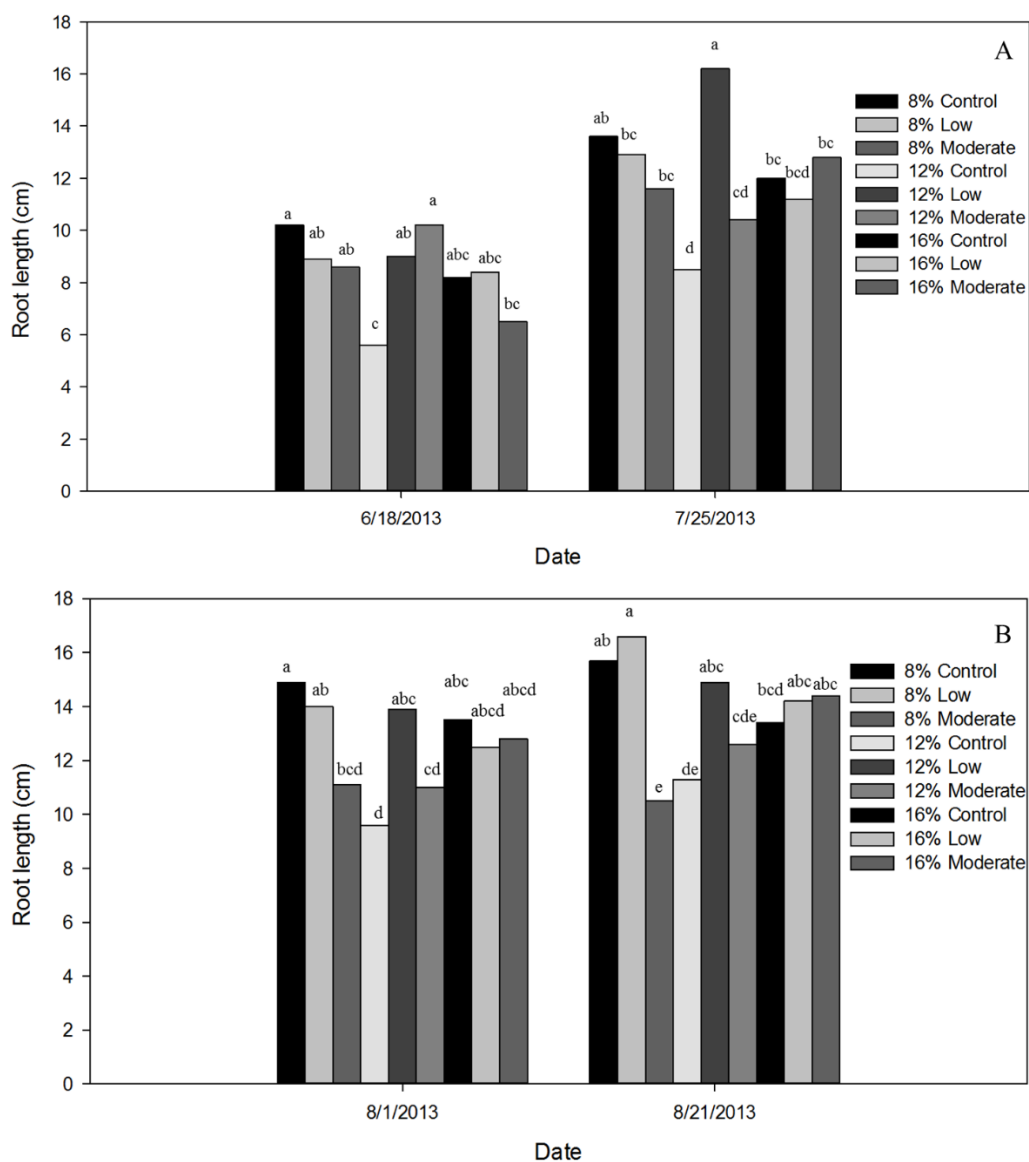 18
16
14
12
10
8
6
4
2
0
Root length (cm)
A
8% Control
8% Low
8% Moderate
12% Control
12% Low
12% Moderate
16% Control
16% Low
16% Moderate
a
ab
ab
c
ab
a
abc
abc
bc
ab
bc
bc
d
a
cd
bc
bcd
bc
6/18/2013
7/25/2013
Date
18
16
14
12
10
8
6
4
2
0
Root length (cm)
B
8% Control
8% Low
8% Moderate
12% Control
12% Low
12% Moderate
16% Control
16% Low
16% Moderate
a
ab
bcd
d
abc
cd
abc
abcd
abcd
ab
a
e
de
abc
cde
bcd
abc
abc
8/1/2013
8/21/2013
Date